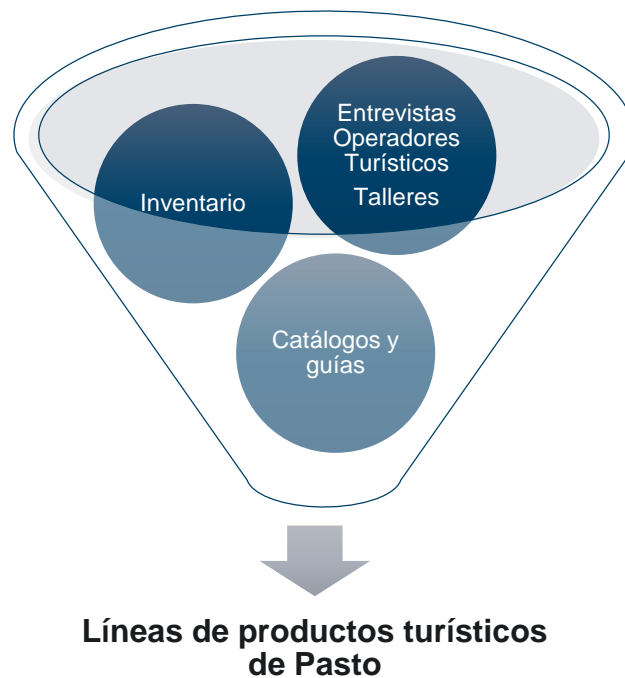 Entrevistas
Operadores
Turísticos
Talleres
Inventario
Catálogos y
guías
Líneas de productos turísticos
de Pasto